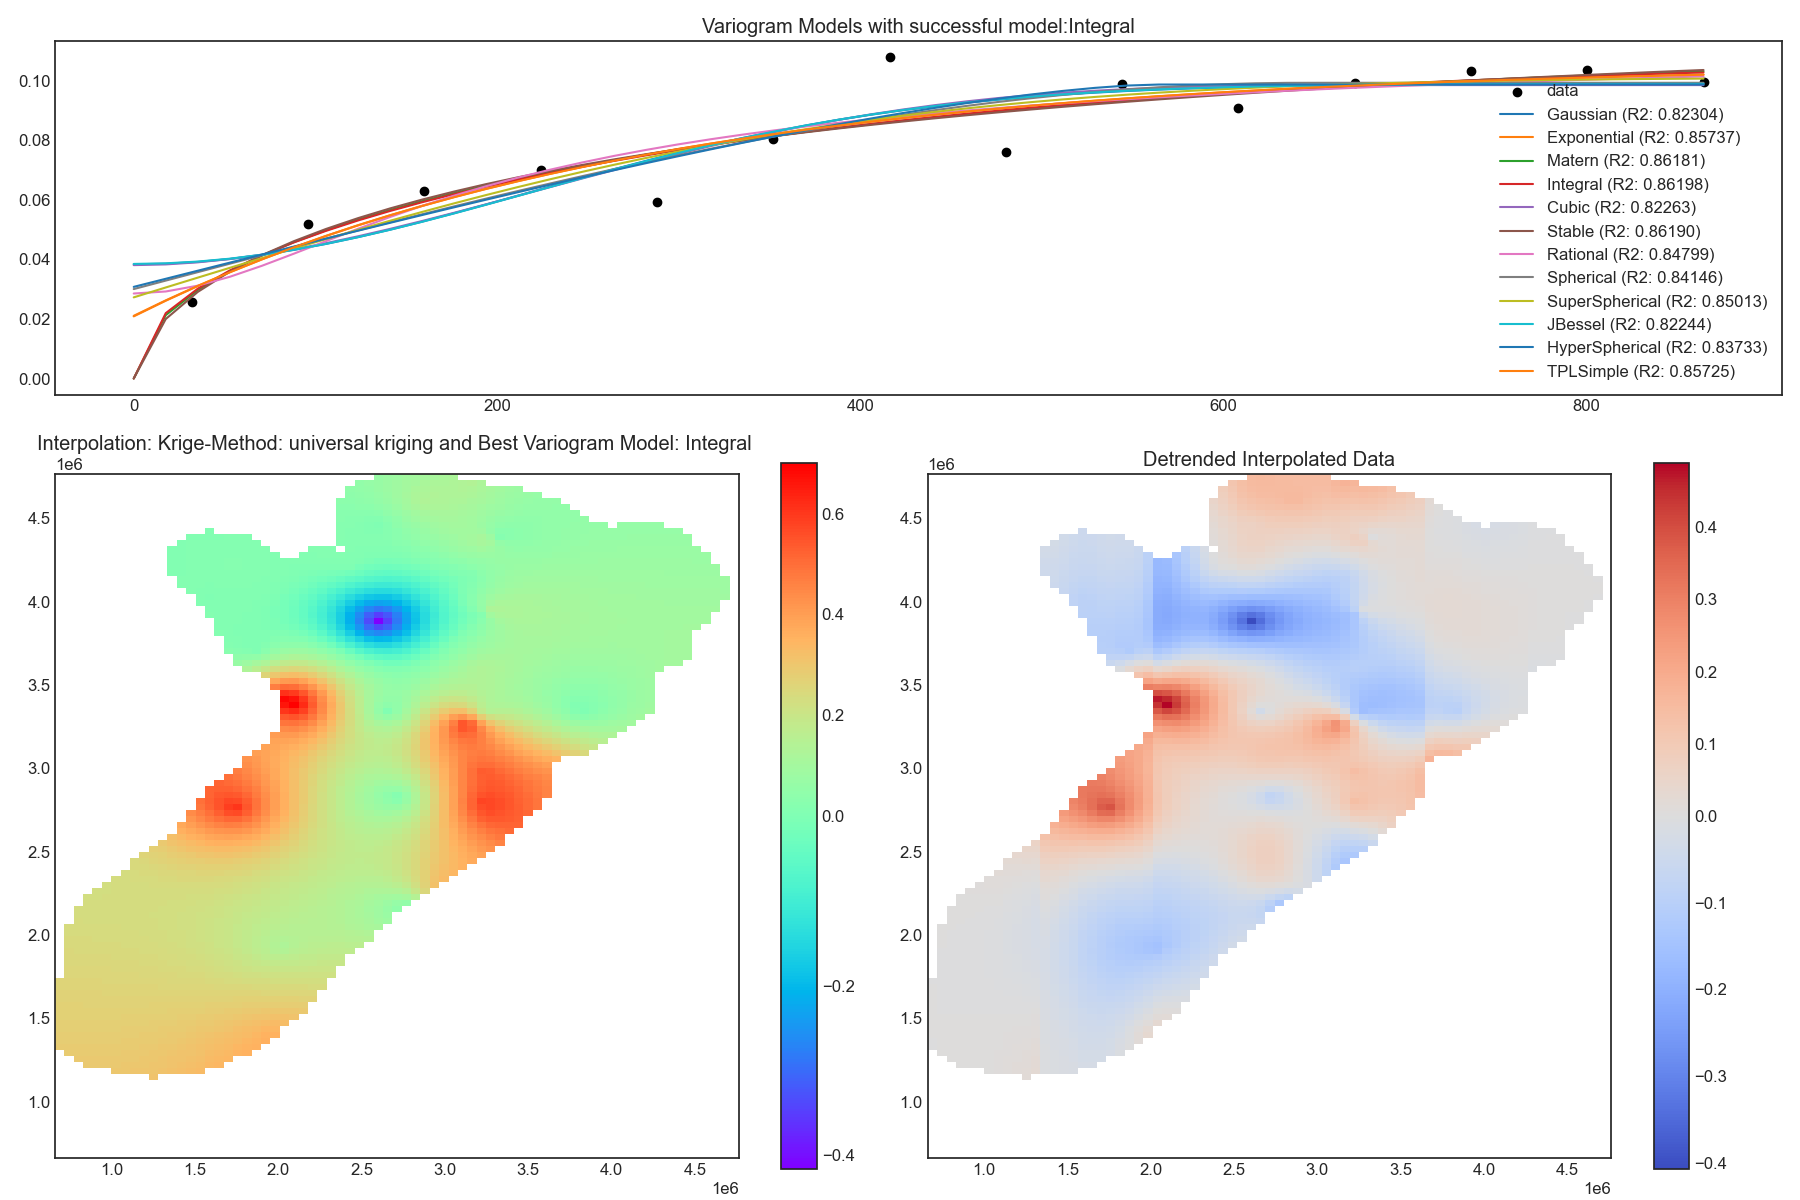 Variogram Models with successful model:Integral
0.10
0.08
0.06
0.04
0.02
0.00
0 200 400 600 800
data
Gaussian (R2: 0.82304)
Exponential (R2: 0.85737)
Matern (R2: 0.86181)
Integral (R2: 0.86198)
Cubic (R2: 0.82263)
Stable (R2: 0.86190)
Rational (R2: 0.84799)
Spherical (R2: 0.84146)
SuperSpherical (R2: 0.85013)
JBessel (R2: 0.82244)
HyperSpherical (R2: 0.83733)
TPLSimple (R2: 0.85725)
Interpolation: Krige-Method: universal kriging and Best Variogram Model: Integral
1e6
4.5
4.0
3.5
3.0
2.5
2.0
1.5
1.0
1.0 1.5 2.0 2.5 3.0 3.5 4.0 4.5
1e6
0.6
0.4
0.2
0.0
−0.2
−0.4
Detrended Interpolated Data
1e6
4.5
4.0
3.5
3.0
2.5
2.0
1.5
1.0
1.0 1.5 2.0 2.5 3.0 3.5 4.0 4.5
1e6
0.4
0.3
0.2
0.1
0.0
−0.1
−0.2
−0.3
−0.4